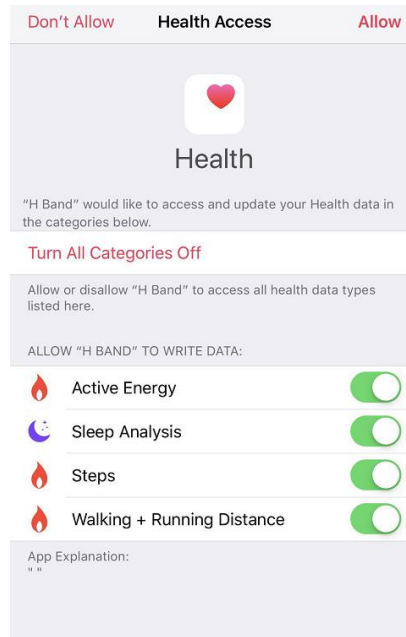 Don't Allow Health Access Allow
Health
"H Band" would like to access and update your Health data in
the categories below.
Turn All Categories Off
Allow or disallow "H Band" to access all health data types
listed here.
ALLOW "H BAND" TO WRITE DATA:
Active Energy
Sleep Analysis
Steps
Walking + Running Distance
App Explanation:
" "